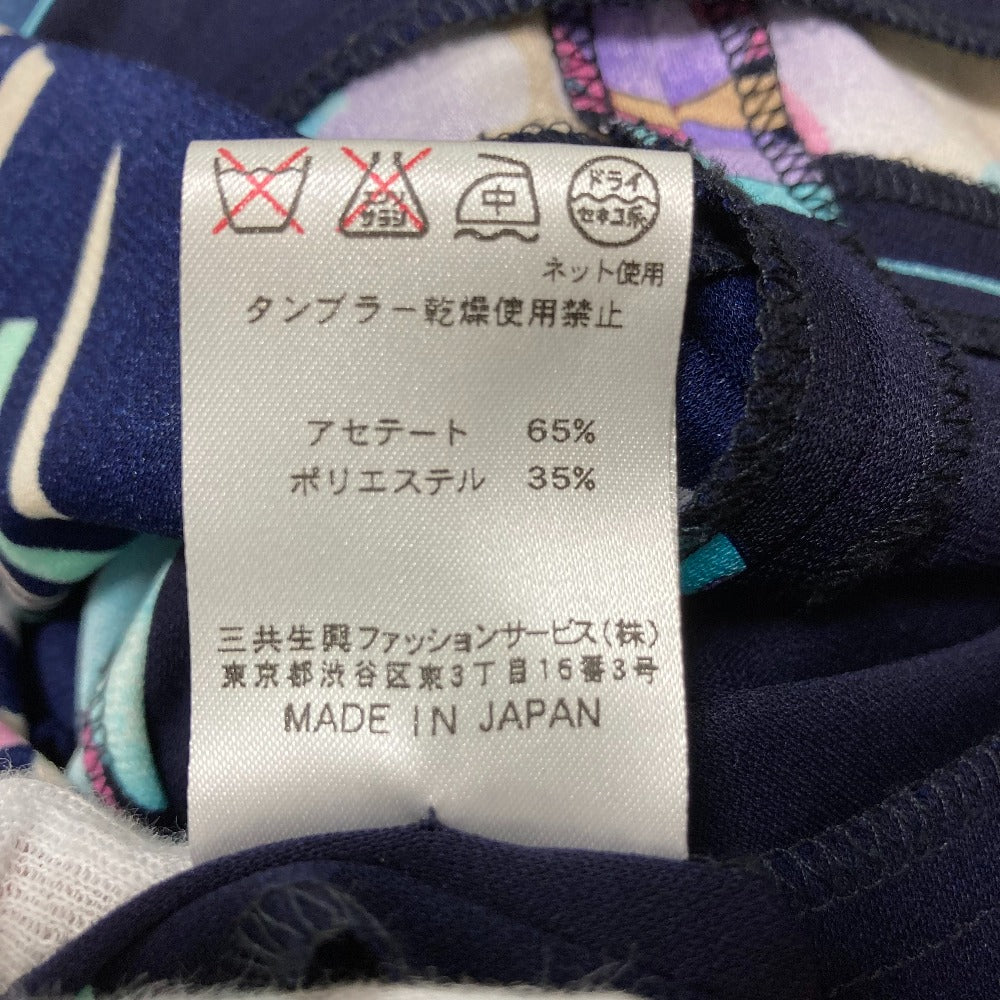 エンソ サラシ
中
ドライ
セキユ系
ネット使用
タンブラー乾燥使用禁止
アセテート 65%
ポリエステル 35%
三共生興ファッションサービス(株)
東京都渋谷区東3丁目16番3号
MADE IN JAPAN